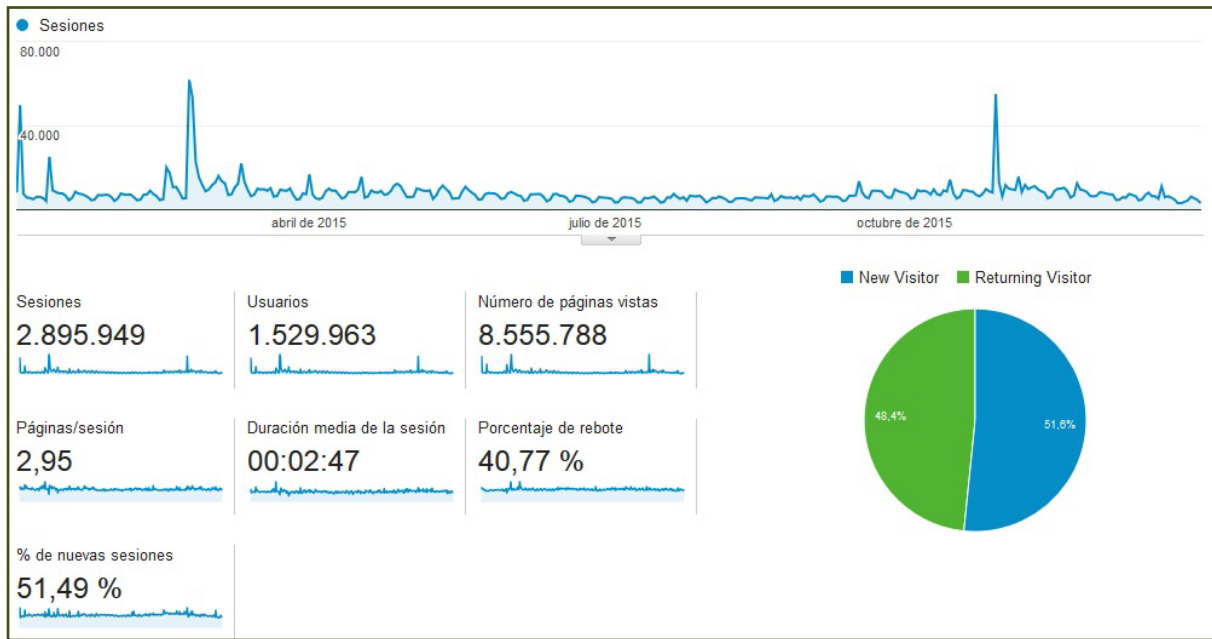 Sesiones
80.000
40.000
abril de 2015
julio de 2015
octubre de 2015
New Visitor
Returning Visitor
Sesiones
2.895.949
Usuarios
1.529.963
Número de páginas vistas
8.555.788
Páginas/sesión
2,95
Duración media de la sesión
00:02:47
Porcentaje de rebote
40,77 %
48,4%
51,6%
% de nuevas sesiones
51,49 %